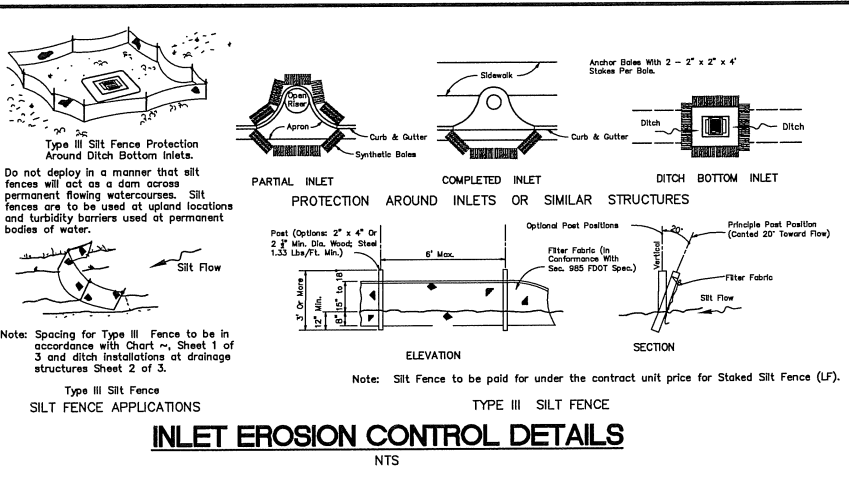 Type III Silt Fence Protection
Around Ditch Bottom Inlets.
Do not deploy in a manner that silt
fences will act as a dam across
permanent flowing watercourses. Silt
fences are to be used at upland locations
and turbidity barriers used at permanent
bodies of water.
Silt Flow
Note: Spacing for Type III Fence to be in
accordance with Chart ~, Sheet 1 of
3 and ditch installations at drainage
structures Sheet 2 of 3.
Type III Silt Fence
SILT FENCE APPLICATIONS
Open
Riser
Apron
Curb & Gutter
Synthetic Bales
PARTIAL INLET
Sidewalk
Curb & Gutter
COMPLETED INLET
Anchor Bales With 2 - 2" x 2" x 4'
Stakes Per Bale.
Ditch
Ditch
DITCH BOTTOM INLET
PROTECTION AROUND INLETS OR SIMILAR STRUCTURES
Post (Options: 2" x 4" Or
2 ½" Min. Dia. Wood; Steel
1.33 Lbs/Ft. Min.)
6' Max.
Filter Fabric (In
Conformance With
Sec. 985 FDOT Spec.)
3' Or More
12" Min.
15" to 18"
8"
ELEVATION
Optional Post Positions
Vertical
20°
Principle Post Position
(Canted 20° Toward Flow)
Filter Fabric
Silt Flow
SECTION
Note: Silt Fence to be paid for under the contract unit price for Staked Silt Fence (LF).
TYPE III SILT FENCE
INLET EROSION CONTROL DETAILS
NTS